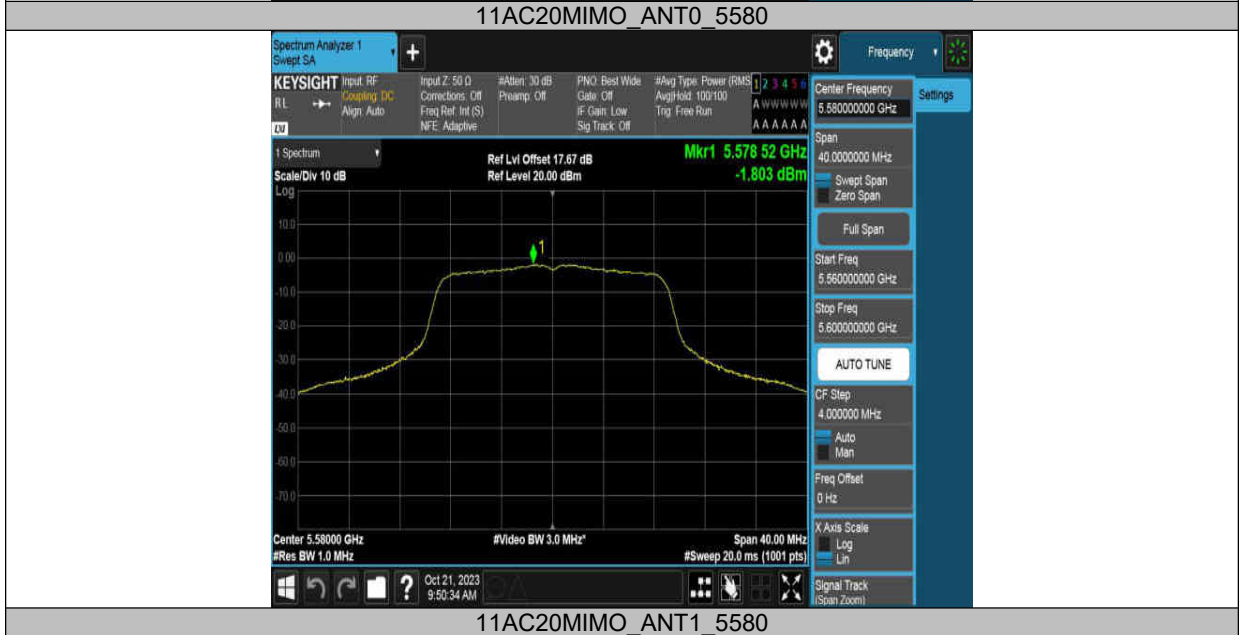 11AC20MIMO_ANT0_5580
Spectrum Analyzer 1
Swept SA
+
Frequency
KEYSIGHT
RL
LXI
Input: RF
Coupling: DC
Align: Auto
Input Z: 50 Ω
Corrections: Off
Freq Ref: Int (S)
NFE: Adaptive
#Atten: 30 dB
Preamp: Off
PNO: Best Wide
Gate: Off
IF Gain: Low
Sig Track: Off
#Avg Type: Power (RMS
Avg|Hold: 100/100
Trig: Free Run
1 2 3 4 5 6
A W W W W W
A A A A A A
Center Frequency
5.580000000 GHz
Settings
Span
40.0000000 MHz
Swept Span
Zero Span
Full Span
Start Freq
5.560000000 GHz
Stop Freq
5.600000000 GHz
AUTO TUNE
CF Step
4.000000 MHz
Auto
Man
Freq Offset
0 Hz
X Axis Scale
Log
Lin
Signal Track
(Span Zoom)
1 Spectrum
Scale/Div 10 dB
Log
Ref Lvl Offset 17.67 dB
Ref Level 20.00 dBm
Mkr1 5.578 52 GHz
-1.803 dBm
10.0
0.00
-10.0
-20.0
-30.0
-40.0
-50.0
-60.0
-70.0
1
Center 5.58000 GHz
#Res BW 1.0 MHz
#Video BW 3.0 MHz*
Span 40.00 MHz
#Sweep 20.0 ms (1001 pts)
?
Oct 21, 2023
9:50:34 AM
11AC20MIMO_ANT1_5580